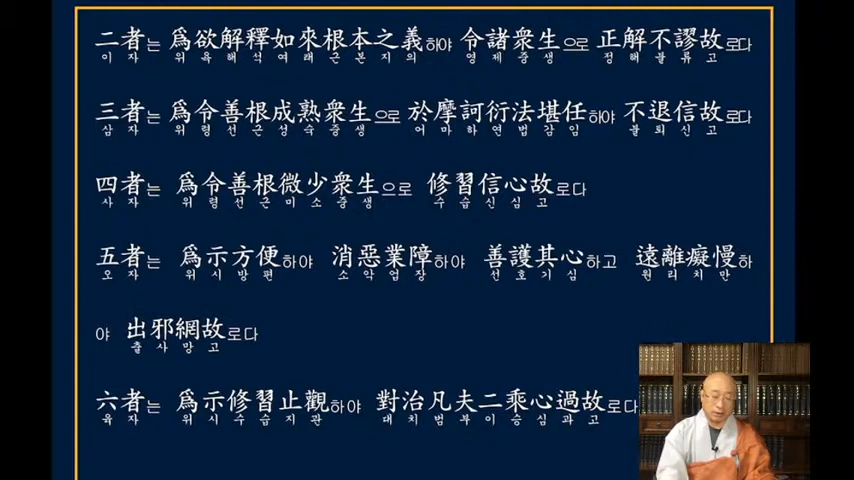 二者는 爲欲解釋如來根本之義하야 令諸衆生으로 正解不謬故로다
이자 위욕해석여래근본지의 영제중생 정해불류고
三者는 爲令善根成熟衆生으로 於摩訶衍法堪任하야 不退信故로다
삼자 위령선근성숙중생 어마하연법감임 불퇴신고
四者는 爲令善根微少衆生으로 修習信心故로다
사자 위령선근미소중생 수습신심고
五者는 爲示方便하야 消惡業障하야 善護其心하고 遠離癡慢하
오자 위시방편 소악업장 선호기심 원리치만
야 出邪網故로다
출사망고
六者는 爲示修習止觀하야 對治凡夫二乘心過故로다
육자 위시수습지관 대치범부이승심과고